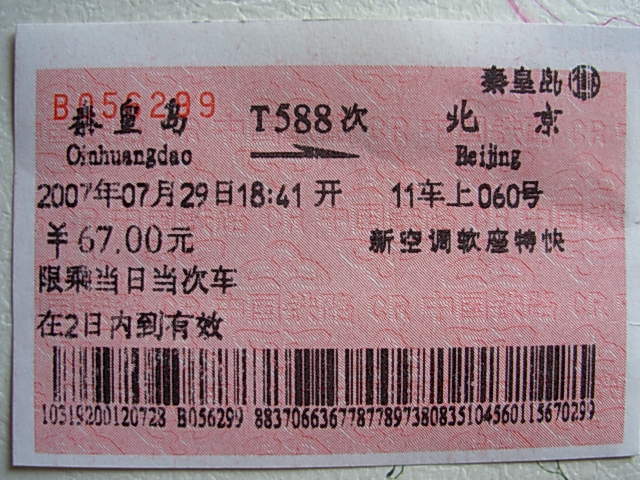 秦皇岛售
B056299
秦皇岛 T588次 北京
Qinhuangdao Beijing
2007年07月29日18:41开 11车上060号
￥67.00元 新空调软座特快
限乘当日当次车
在2日内到有效
10319200120728 B056299 88370663677877897380835104560115670299